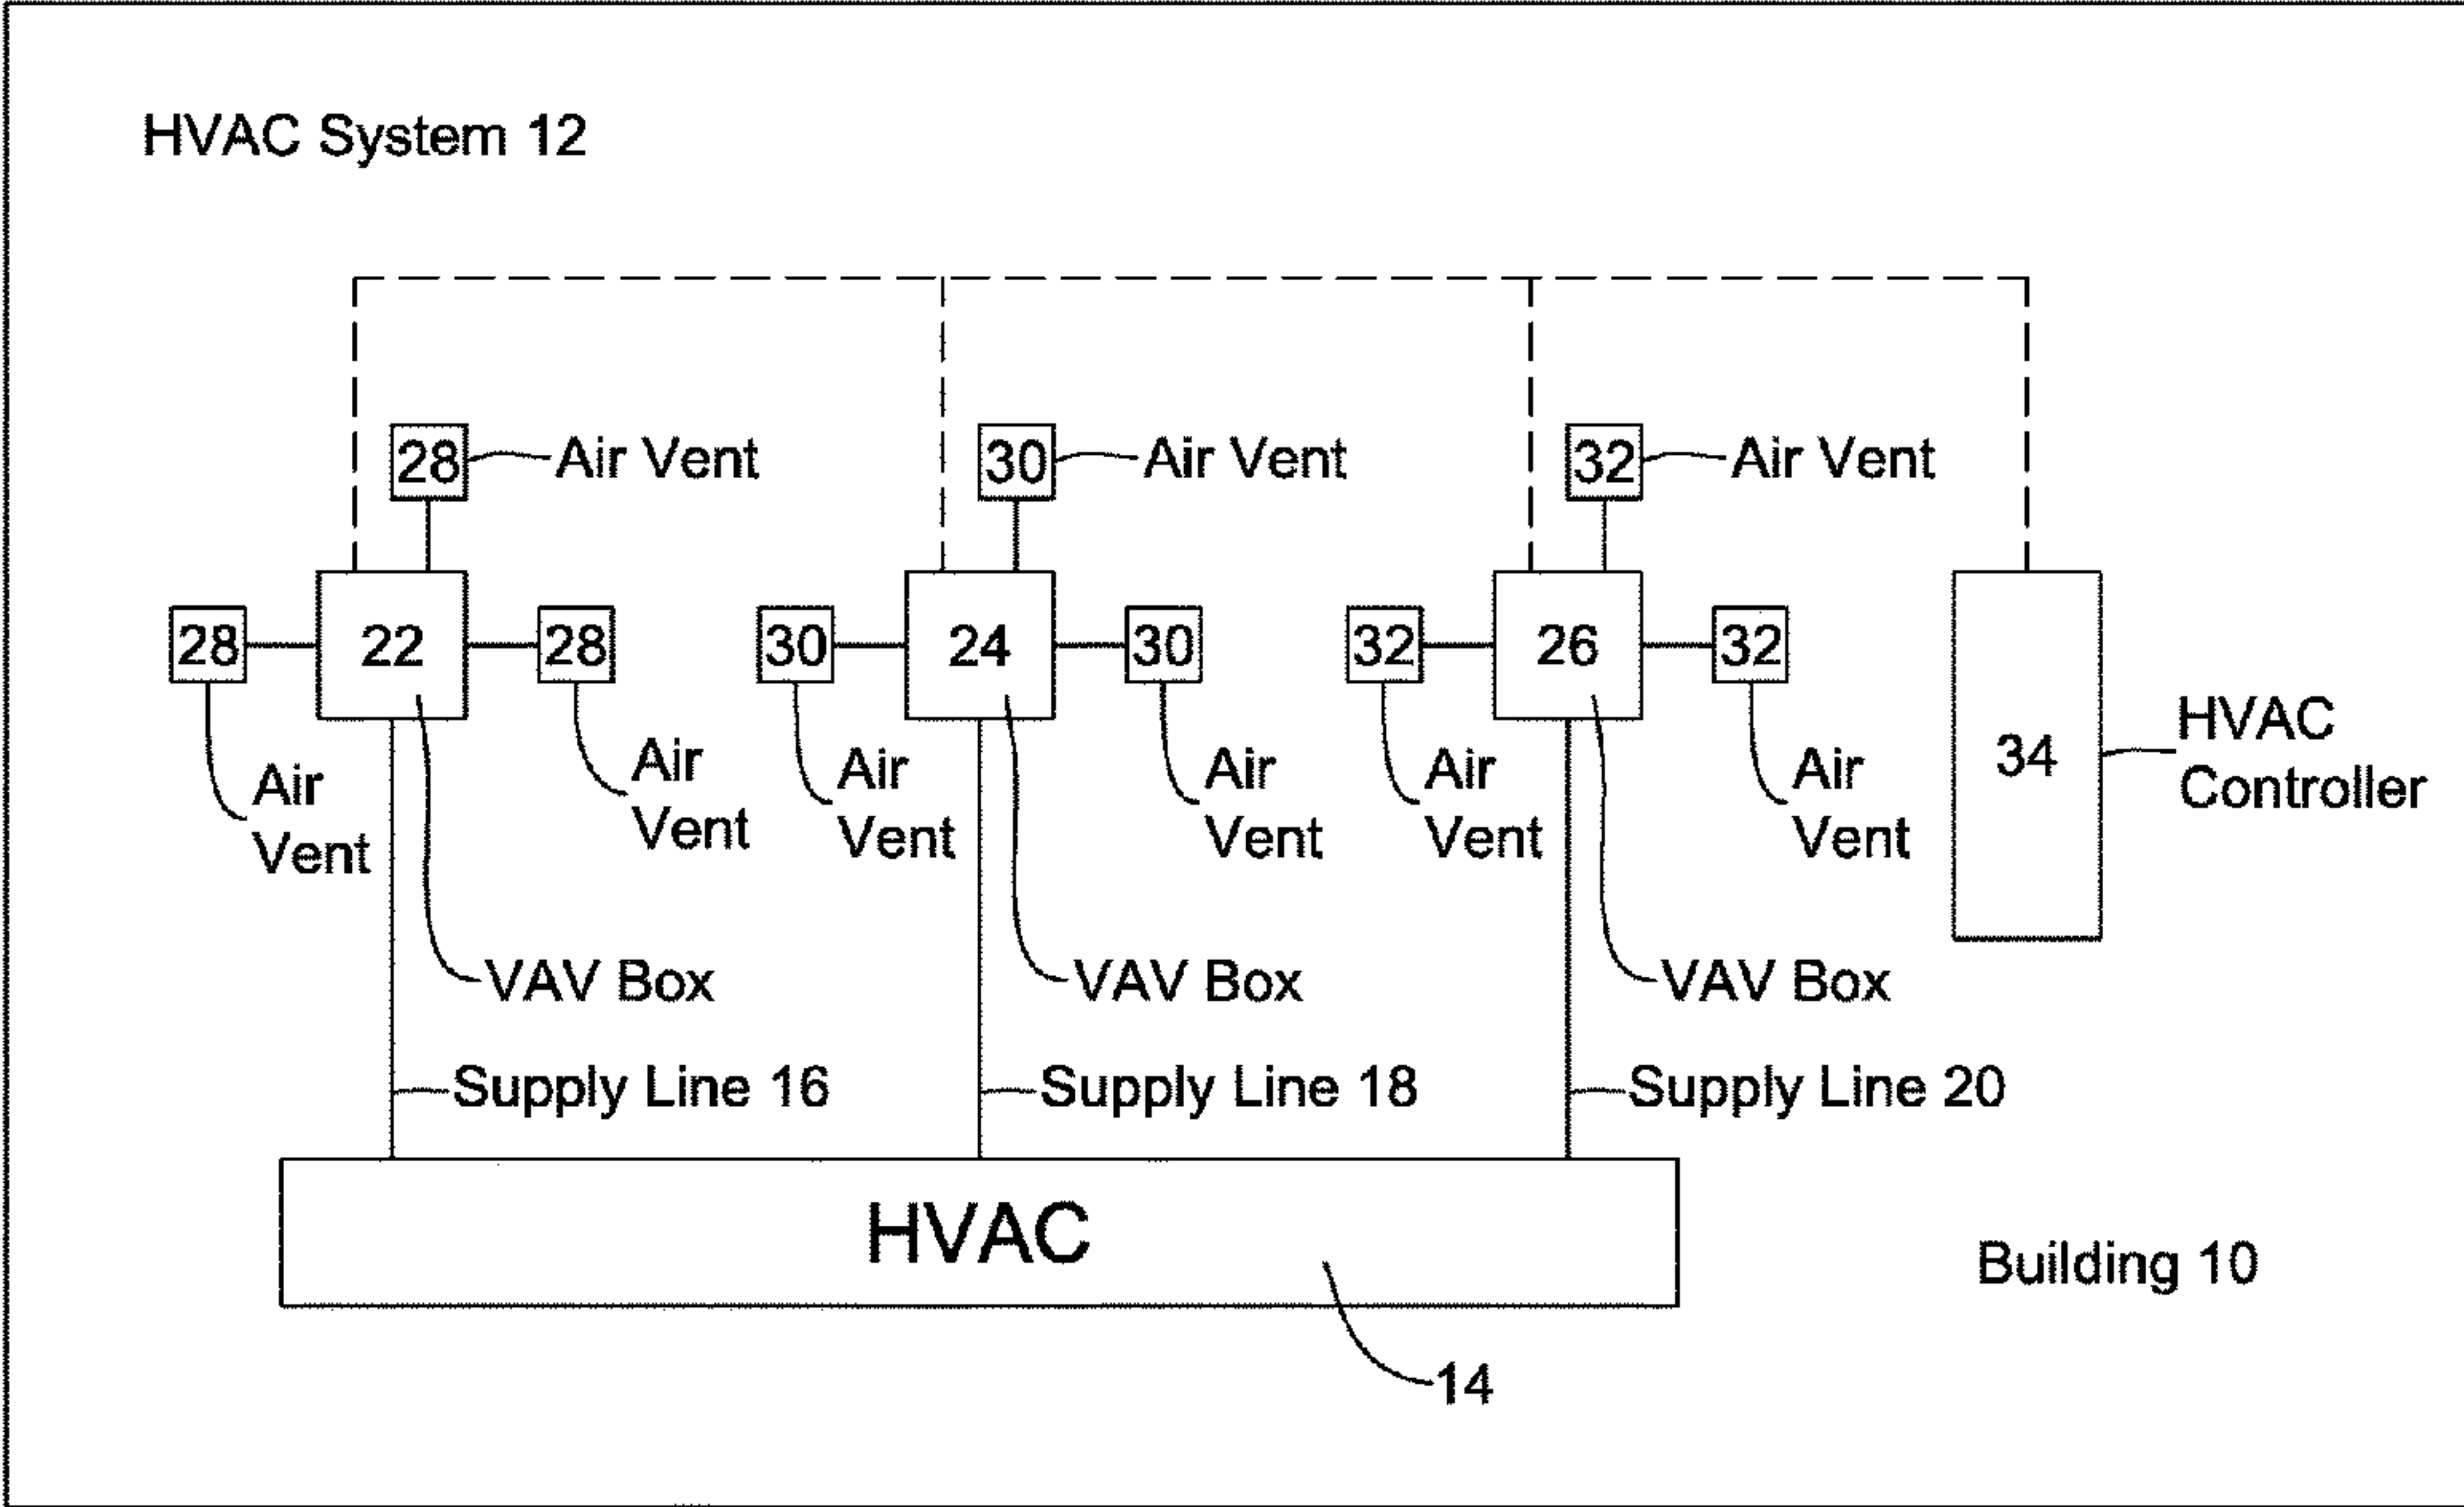 HVAC System 12
28
Air Vent
30
Air Vent
32
Air Vent
28
22
28
30
24
30
32
26
32
34
HVAC
Controller
Air
Vent
Air
Vent
Air
Vent
Air
Vent
Air
Vent
Air
Vent
VAV Box
VAV Box
VAV Box
Supply Line 16
Supply Line 18
Supply Line 20
HVAC
Building 10
14